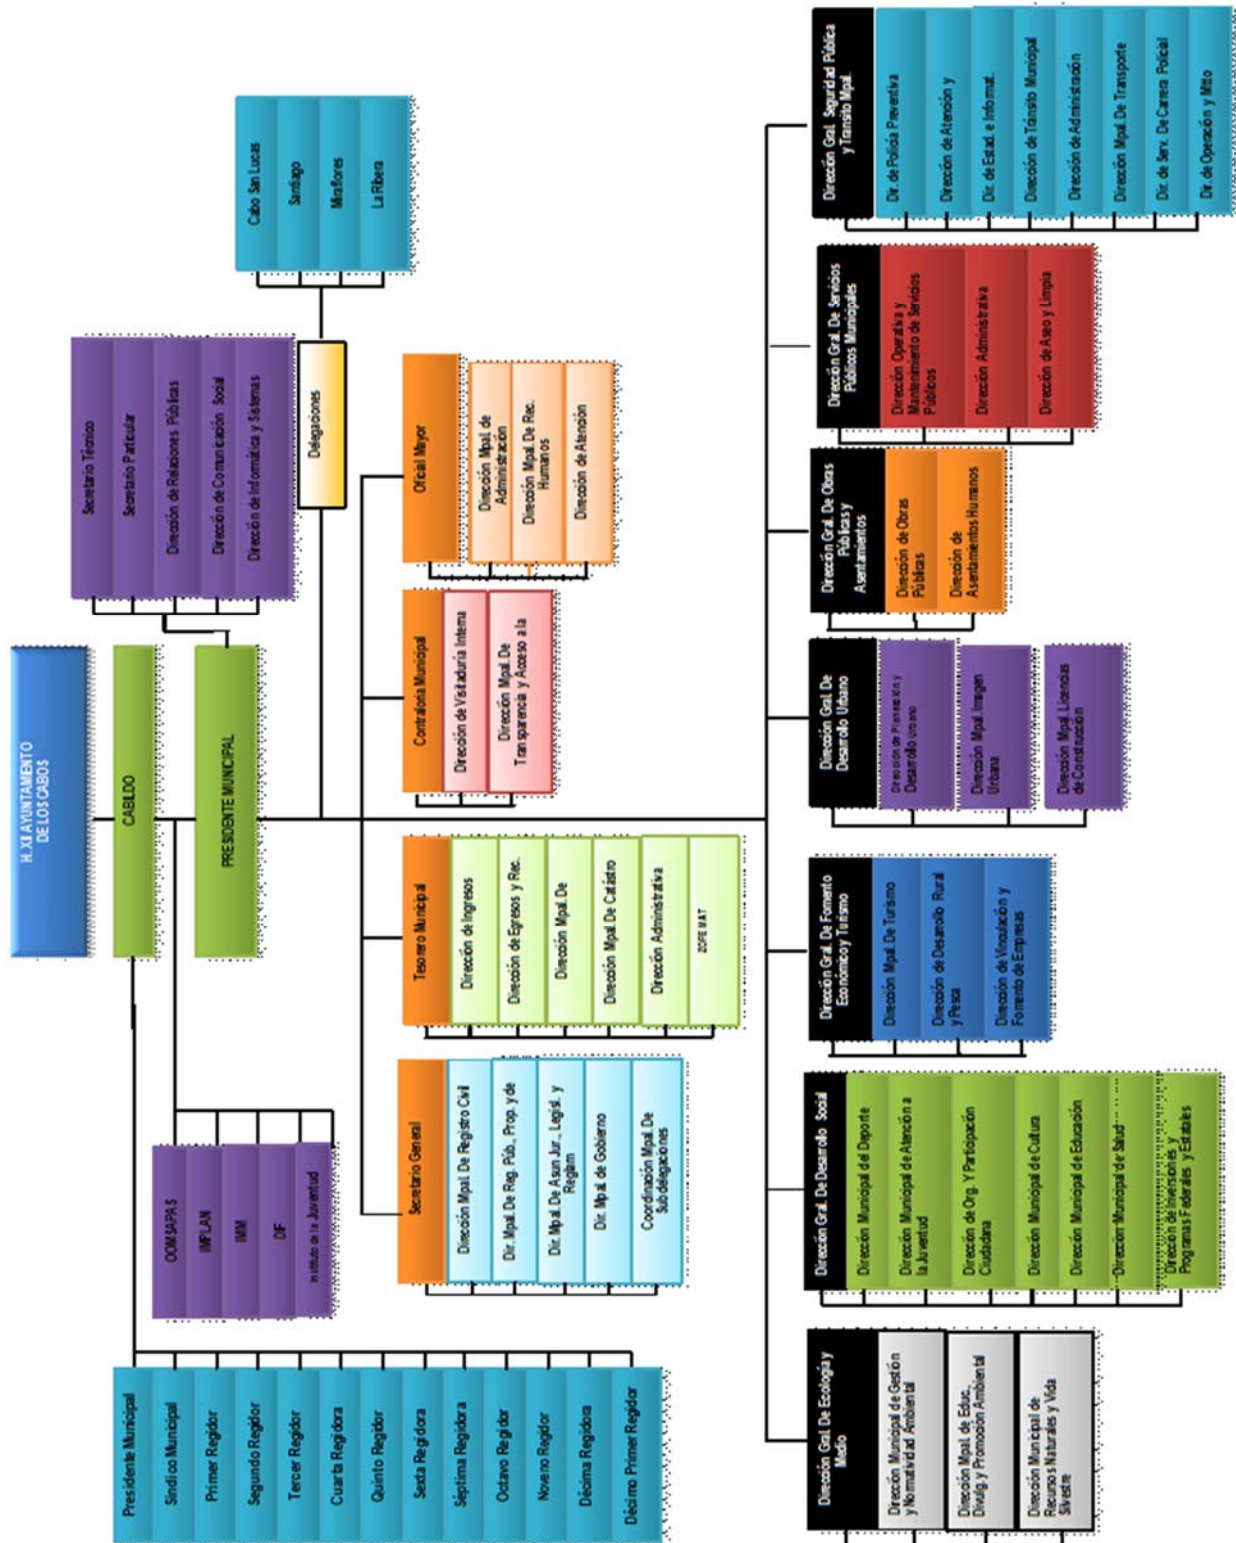 H. XII AYUNTAMIENTO
DE LOS CABOS
CABILDO
PRESIDENTE MUNICIPAL
Presidente Municipal
Sindico Municipal
Primer Regidor
Segundo Regidor
Tercer Regidor
Cuarta Regidora
Quinto Regidor
Sexta Regidora
Séptima Regidora
Octavo Regidor
Noveno Regidor
Décima Regidora
Décimo Primer Regidor
OOMSAPAS
IMPLAN
IMM
DIF
Instituto de la Juventud
Secretario Técnico
Secretario Particular
Dirección de Relaciones Públicas
Dirección de Comunicación Social
Dirección de Informática y Sistemas
Delegaciones
Cabo San Lucas
Santiago
Miraflores
La Ribera
Secretario General
Dirección Mpal. De Registro Civil
Dir. Mpal. De Reg. Púb., Prop. y de
Dir. Mpal. De Asun Jur., Legisl. y
Reglam
Dir. Mpal. de Gobierno
Coordinación Mpal. De
Subdelegaciones
Tesorero Municipal
Dirección de Ingresos
Dirección de Egresos y Rec.
Dirección Mpal. De
Dirección Mpal. De Catástro
Dirección Administrativa
ZOFEMAT
Contraloria Municipal
Dirección de Visitaduría Interna
Dirección Mpal. De
Transparencia y Acceso a la
Oficial Mayor
Dirección Mpal. de
Administración
Dirección Mpal. De Rec.
Humanos
Dirección de Atención
Dirección Gral. De Ecología y
Medio
Dirección Municipal de Gestión
y Normatividad Ambiental
Dirección Mpal. de Educ,
Divulg. y Promoción Ambiental
Dirección Municipal de
Recursos Naturales y Vida
Silvestre
Dirección Gral. De Desarrollo Social
Dirección Municipal del Deporte
Dirección Municipal de Atención a
la Juventud
Dirección de Org. Y Participación
Ciudadana
Dirección Municipal de Cultura
Dirección Municipal de Educación
Dirección Municipal de Salud
Dirección de Inversiones y
Programas Federales y Estatales
Dirección Gral. De Fomento
Económico y Turismo
Dirección Mpal. De Turismo
Dirección de Desarrollo Rural
y Pesca
Dirección de Vinculación y
Fomento de Empresas
Dirección Gral. De
Desarrollo Urbano
Dirección de Planeación y
Desarrollo Urbano
Dirección Mpal. Imagen
Urbana
Dirección Mpal. Licencias
de Construcción
Dirección Gral. De Obras
Públicas y
Asentamientos
Dirección de Obras
Públicas
Dirección de
Asentamientos Humanos
Dirección Gral. De Servicios
Públicos Municipales
Dirección Operativa y
Mantenimiento de Servicios
Públicos
Dirección Administrativa
Dirección de Aseo y Limpia
Dirección Gral. Seguridad Pública
y Transito Mpal.
Dir. de Policía Preventiva
Dirección de Atención y
Dir. de Estad. e Informat.
Dirección de Tránsito Municipal
Dirección de Administración
Dirección Mpal. De Transporte
Dir. de Serv. De Carrera Policial
Dir. de Operación y Mtto